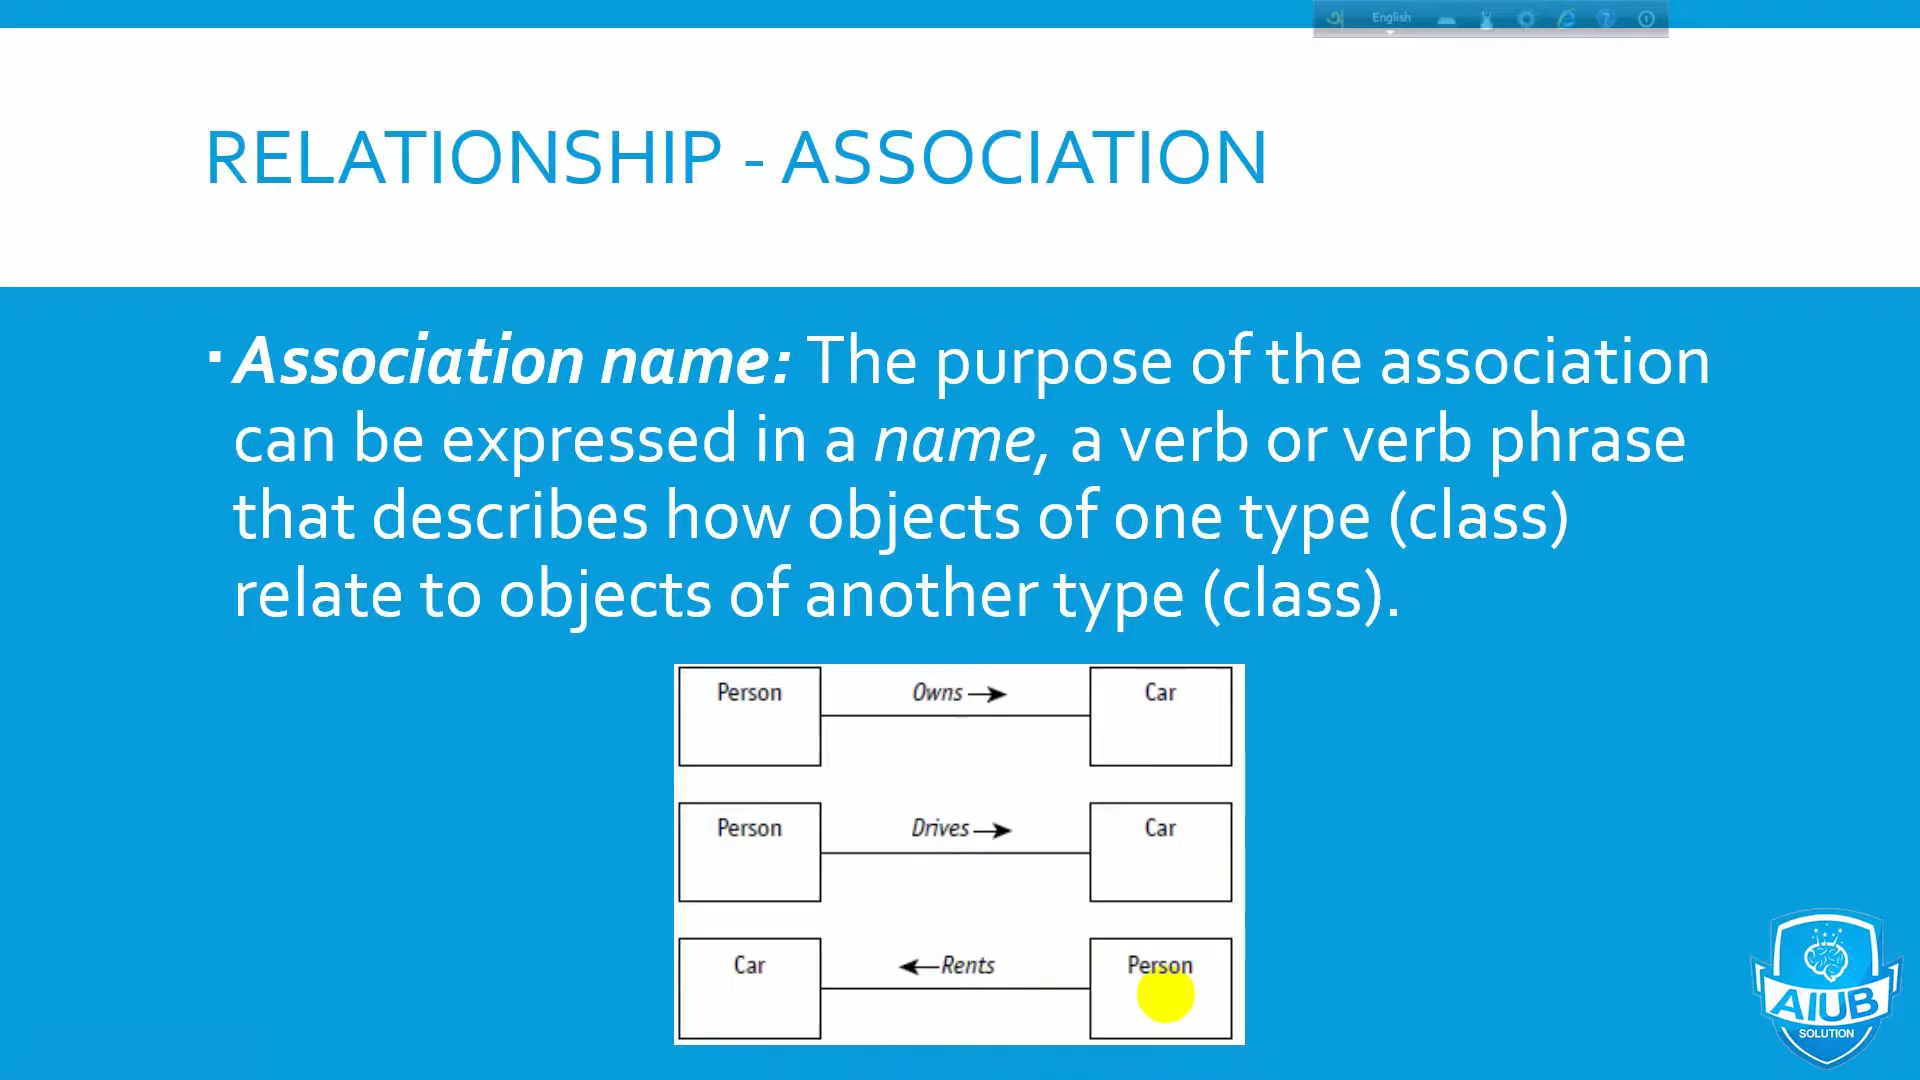 English
RELATIONSHIP - ASSOCIATION
▪ Association name: The purpose of the association
can be expressed in a name, a verb or verb phrase
that describes how objects of one type (class)
relate to objects of another type (class).
Person Owns Car
Person Drives Car
Car Rents Person
AIUB
SOLUTION